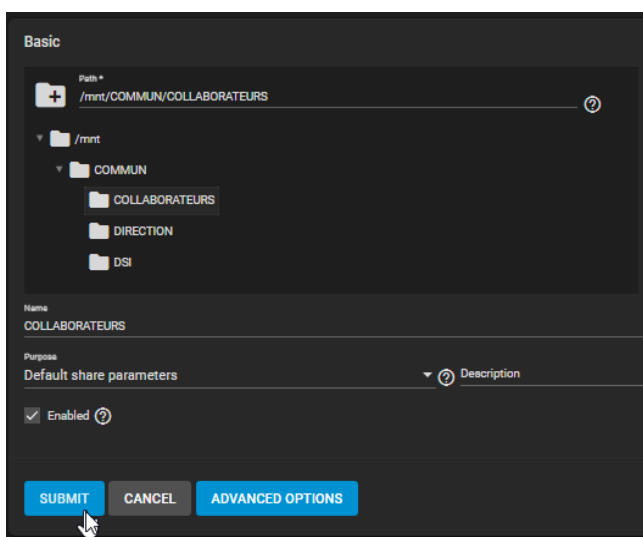 Basic
Path *
/mnt/COMMUN/COLLABORATEURS
/mnt
COMMUN
COLLABORATEURS
DIRECTION
DSI
Name
COLLABORATEURS
Purpose
Default share parameters
Description
Enabled
SUBMIT CANCEL ADVANCED OPTIONS